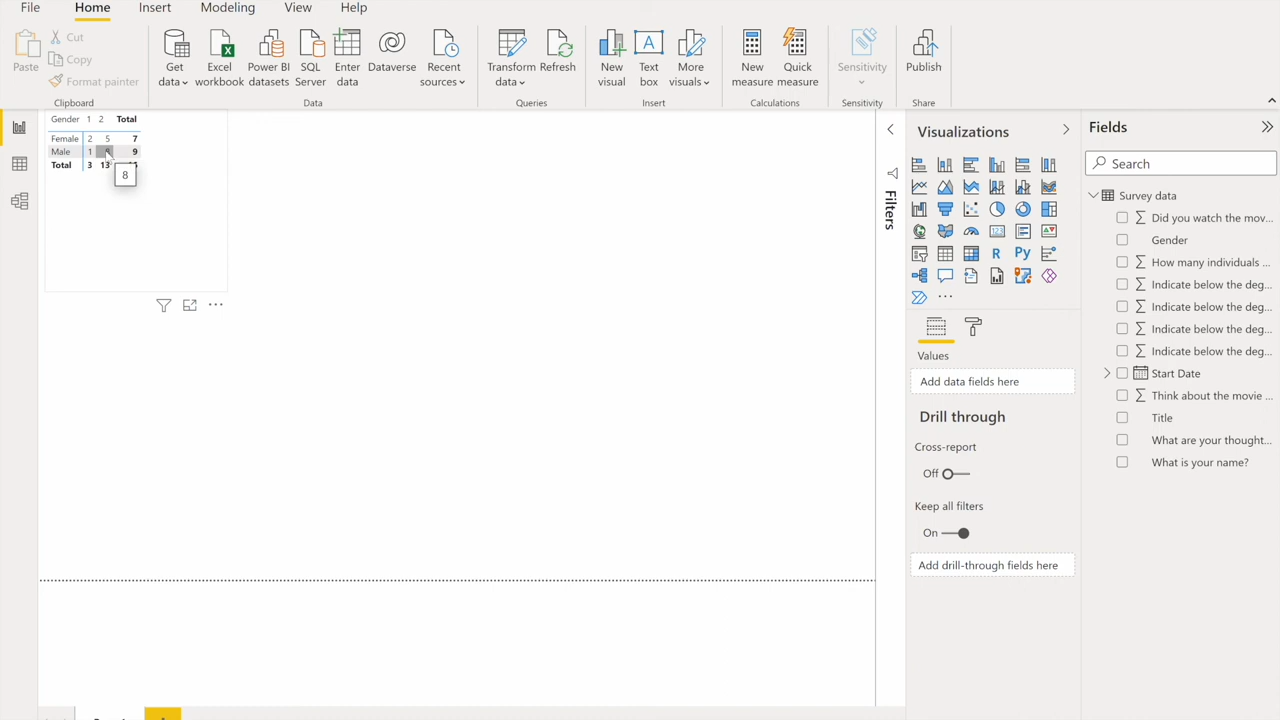 File Home Insert Modeling View Help
Paste
Cut
Copy
Format painter
Get data
Excel workbook
Power BI datasets
SQL Server
Enter data
Dataverse
Recent sources
Transform data
Refresh
New visual
Text box
More visuals
New measure
Quick measure
Sensitivity
Publish
Clipboard Data Queries Insert Calculations Sensitivity Share
Gender 1 2 Total
Female 2 5 7
Male 1 8 9
Total 3 13
8
Filters
Visualizations
Values
Add data fields here
Drill through
Cross-report
Off
Keep all filters
On
Add drill-through fields here
Fields
Search
Survey data
Did you watch the mov...
Gender
How many individuals ...
Indicate below the deg...
Indicate below the deg...
Indicate below the deg...
Indicate below the deg...
Start Date
Think about the movie ...
Title
What are your thought...
What is your name?
R Py